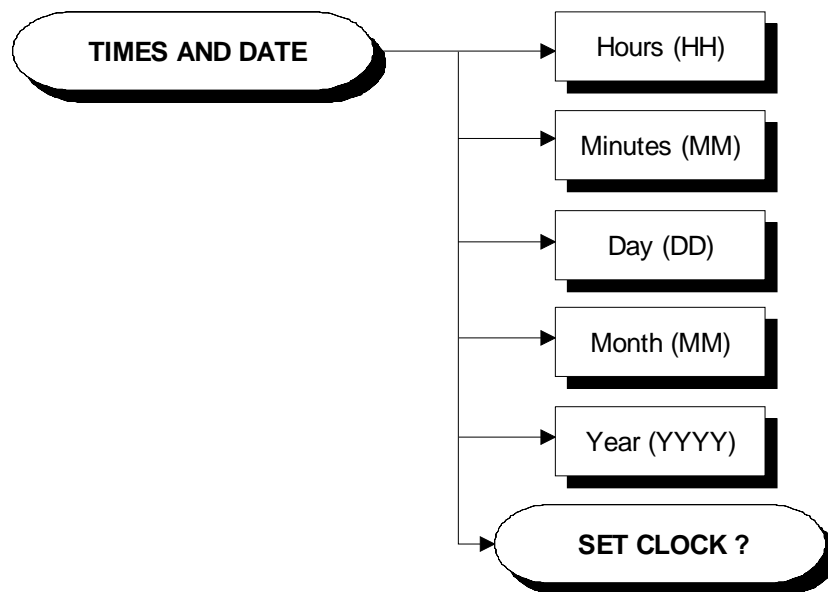 TIMES AND DATE
Hours (HH)
Minutes (MM)
Day (DD)
Month (MM)
Year (YYYY)
SET CLOCK ?